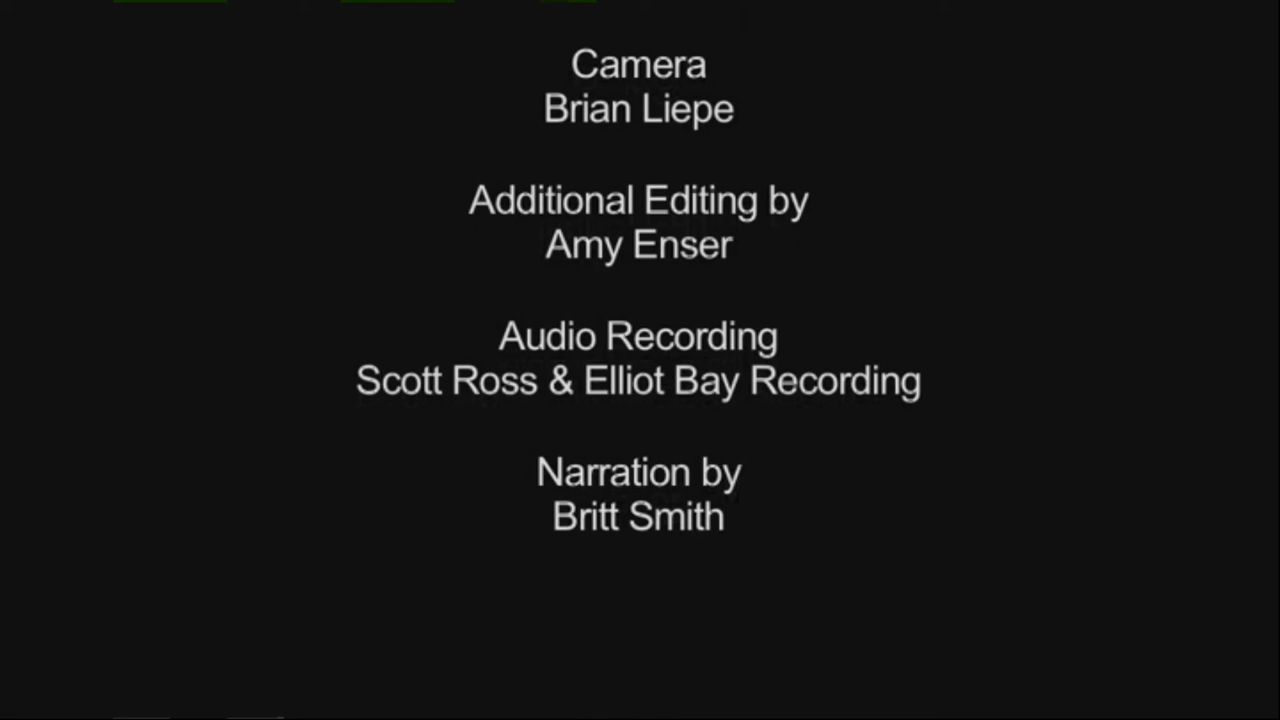 Camera
Brian Liepe
Additional Editing by
Amy Enser
Audio Recording
Scott Ross & Elliot Bay Recording
Narration by
Britt Smith